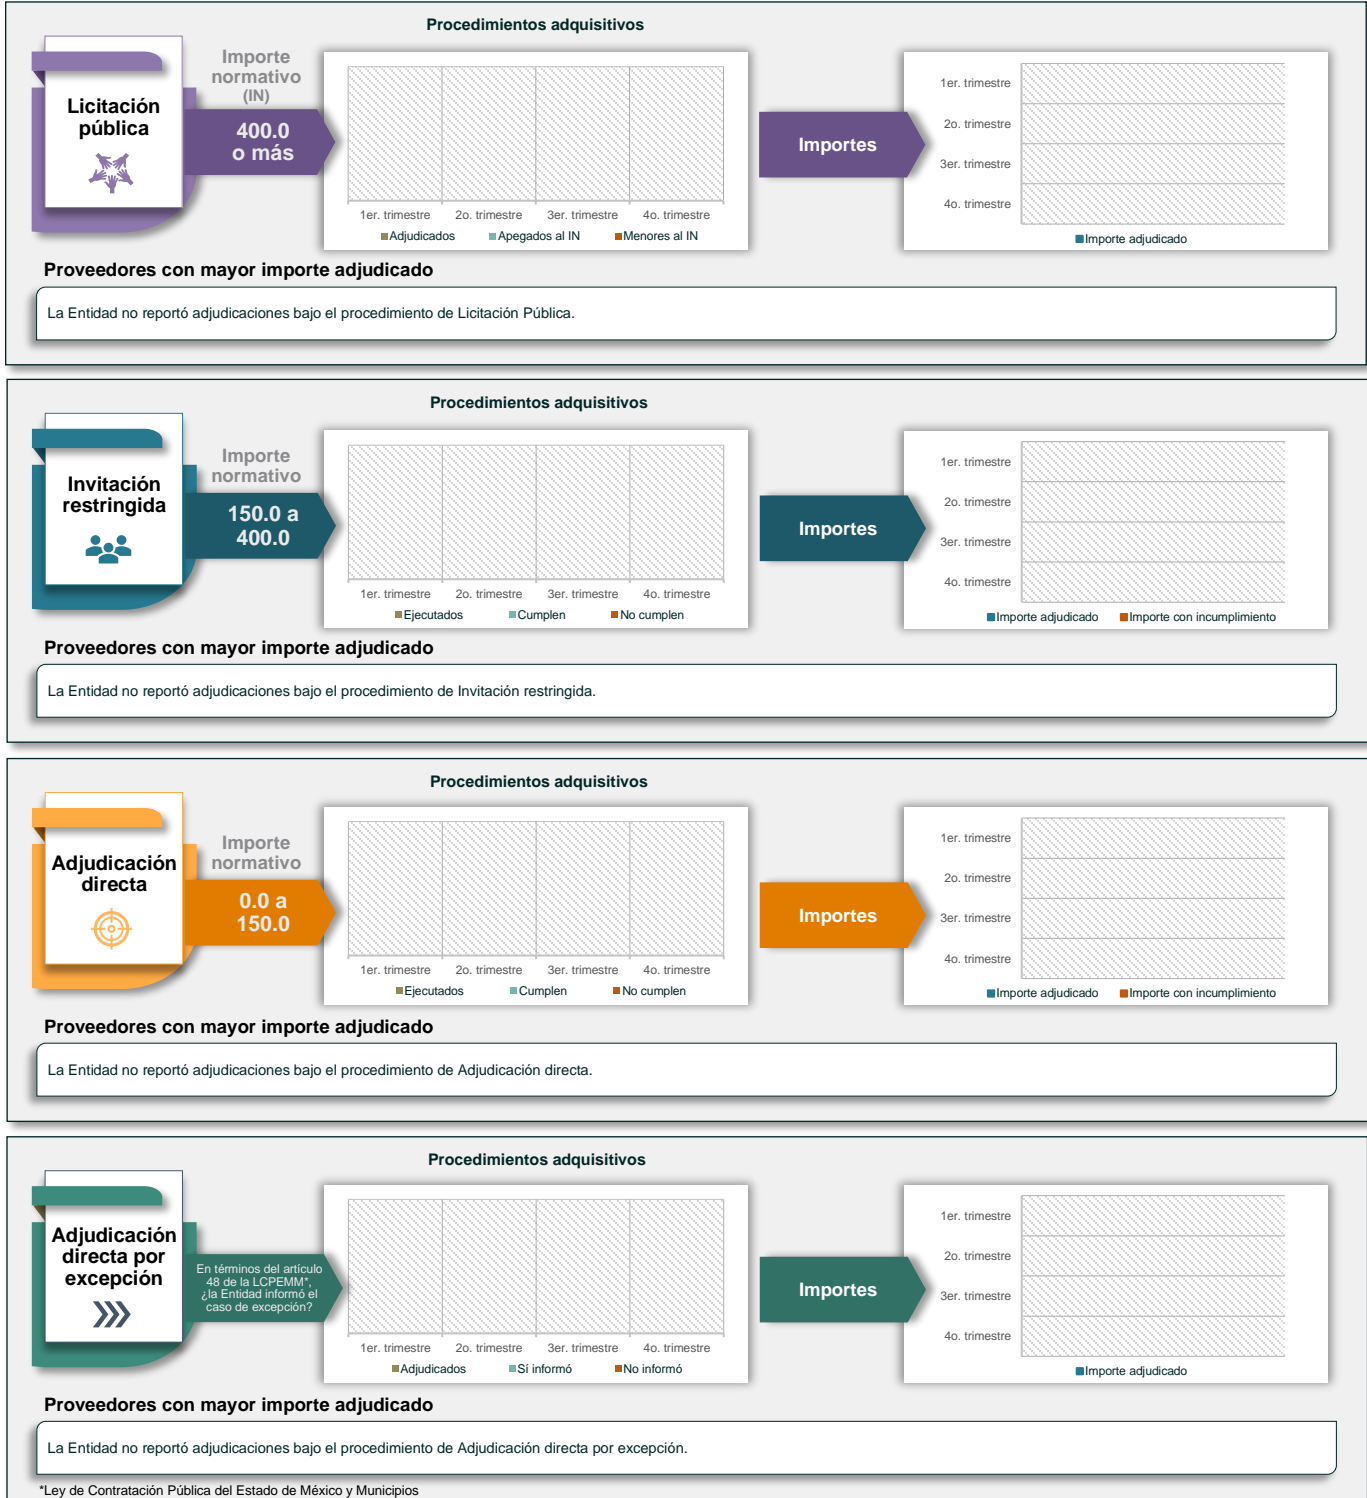 Procedimientos adquisitivos
Licitación
pública
Importe
normativo
(IN)
400.0
o más
1er. trimestre 2o. trimestre 3er. trimestre 4o. trimestre
Adjudicados Apegados al IN Menores al IN
Importes
1er. trimestre
2o. trimestre
3er. trimestre
4o. trimestre
Importe adjudicado
Proveedores con mayor importe adjudicado
La Entidad no reportó adjudicaciones bajo el procedimiento de Licitación Pública.
Procedimientos adquisitivos
Invitación
restringida
Importe
normativo
150.0 a
400.0
1er. trimestre 2o. trimestre 3er. trimestre 4o. trimestre
Ejecutados Cumplen No cumplen
Importes
1er. trimestre
2o. trimestre
3er. trimestre
4o. trimestre
Importe adjudicado Importe con incumplimiento
Proveedores con mayor importe adjudicado
La Entidad no reportó adjudicaciones bajo el procedimiento de Invitación restringida.
Procedimientos adquisitivos
Adjudicación
directa
Importe
normativo
0.0 a
150.0
1er. trimestre 2o. trimestre 3er. trimestre 4o. trimestre
Ejecutados Cumplen No cumplen
Importes
1er. trimestre
2o. trimestre
3er. trimestre
4o. trimestre
Importe adjudicado Importe con incumplimiento
Proveedores con mayor importe adjudicado
La Entidad no reportó adjudicaciones bajo el procedimiento de Adjudicación directa.
Procedimientos adquisitivos
Adjudicación
directa por
excepción
En términos del artículo
48 de la LCPEMM*,
¿la Entidad informó el
caso de excepción?
1er. trimestre 2o. trimestre 3er. trimestre 4o. trimestre
Adjudicados Sí informó No informó
Importes
1er. trimestre
2o. trimestre
3er. trimestre
4o. trimestre
Importe adjudicado
Proveedores con mayor importe adjudicado
La Entidad no reportó adjudicaciones bajo el procedimiento de Adjudicación directa por excepción.
*Ley de Contratación Pública del Estado de México y Municipios